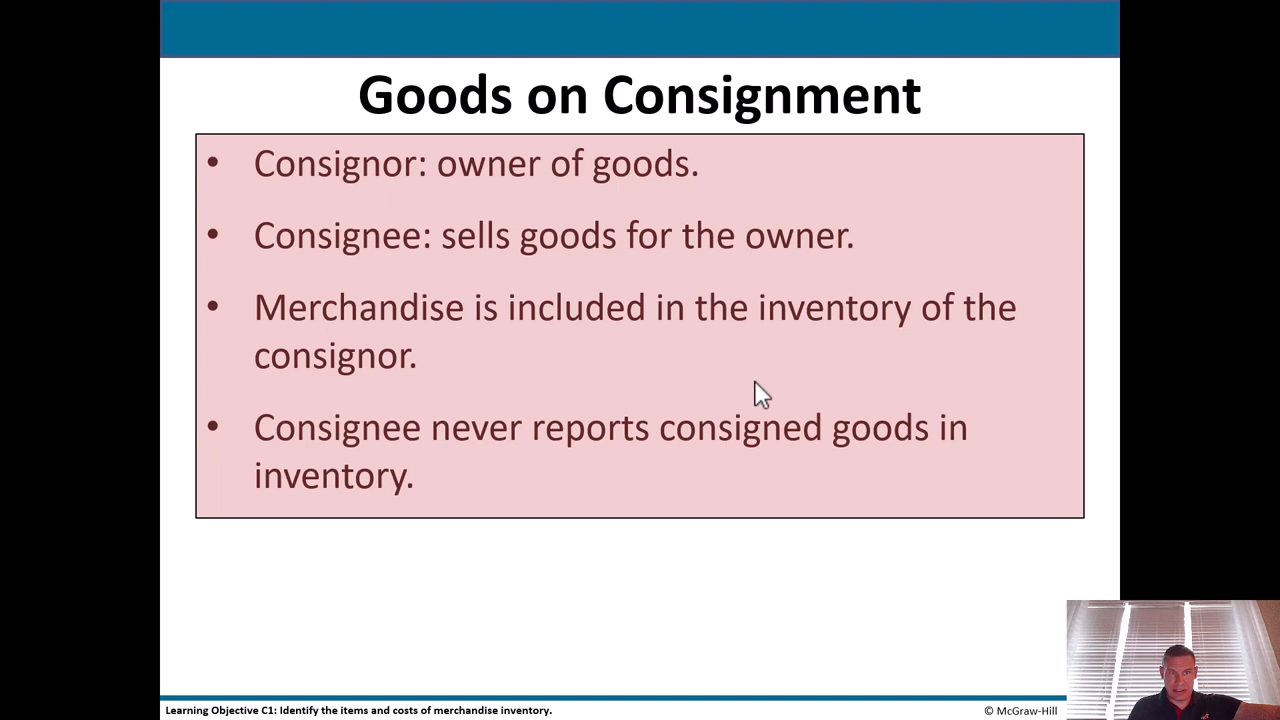 Goods on Consignment
• Consignor: owner of goods.
• Consignee: sells goods for the owner.
• Merchandise is included in the inventory of the
consignor.
• Consignee never reports consigned goods in
inventory.
Learning Objective C1: Identify the items and costs of merchandise inventory.
© McGraw-Hill